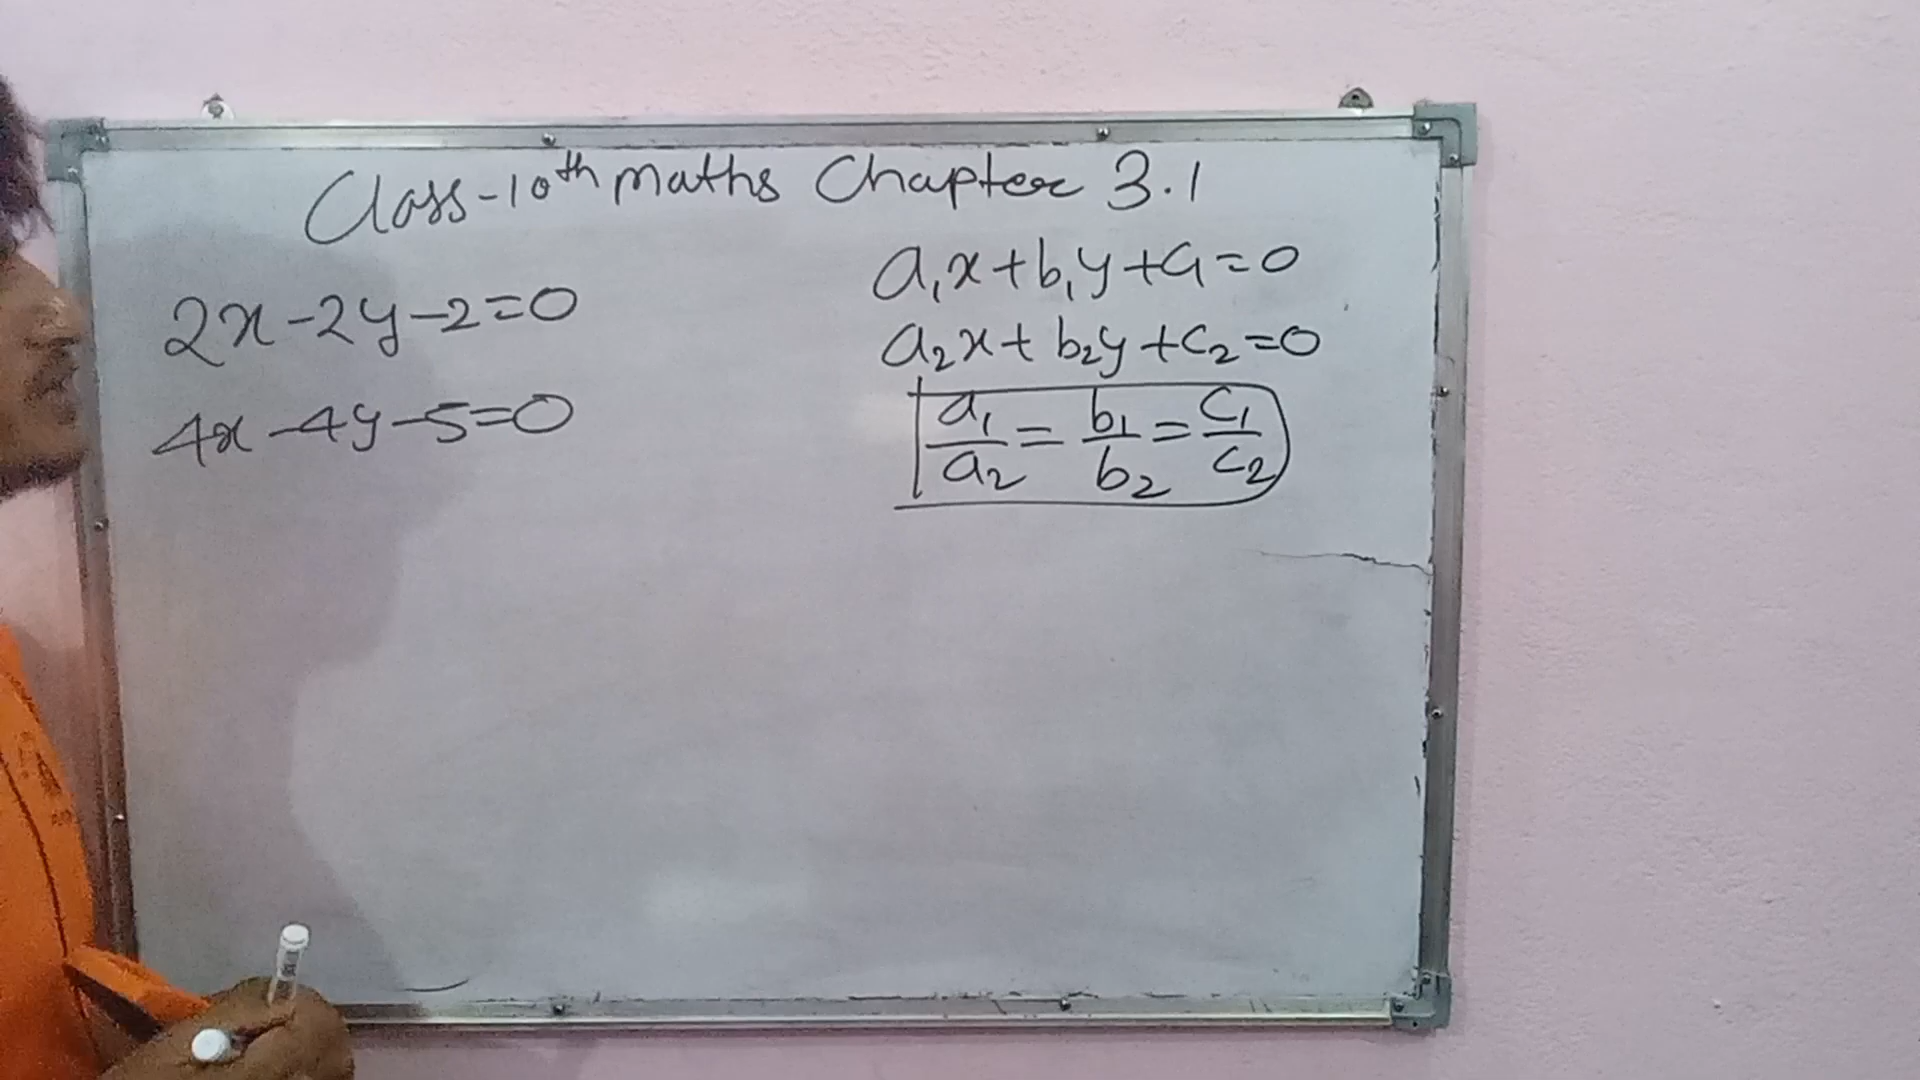 Class-10th maths Chapter 3.1
2x-2y-2=0
4x-4y-5=0
a₁x+b₁y+c₁=0
a₂x+b₂y+c₂=0
a₁/a₂ = b₁/b₂ = c₁/c₂